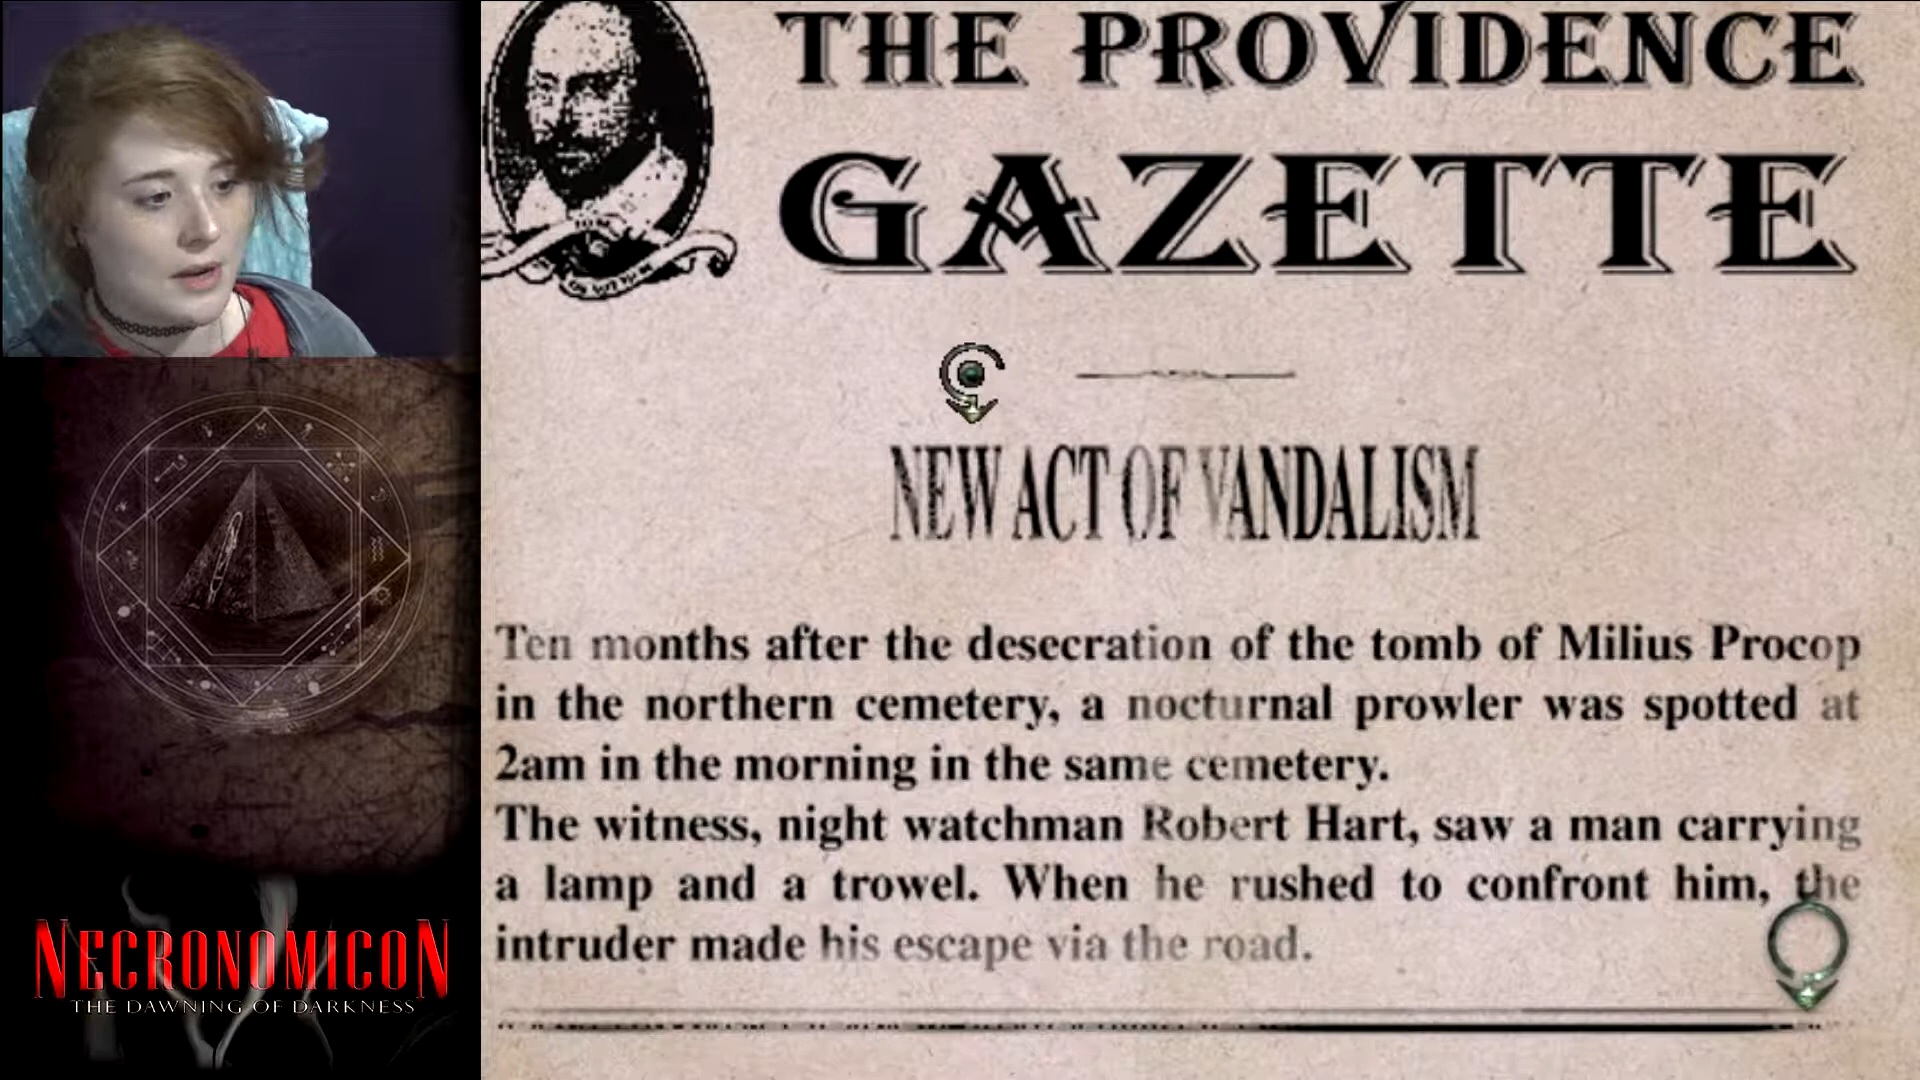 THE PROVIDENCE
GAZETTE
NEW ACT OF VANDALISM
Ten months after the desecration of the tomb of Milius Procop
in the northern cemetery, a nocturnal prowler was spotted at
2am in the morning in the same cemetery.
The witness, night watchman Robert Hart, saw a man carrying
a lamp and a trowel. When he rushed to confront him, the
intruder made his escape via the road.
NECRONOMICON
THE DAWNING OF DARKNESS